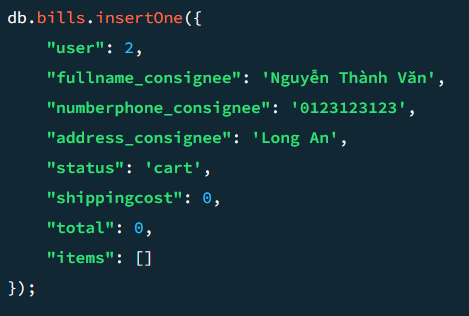 db.bills.insertOne({
    "user": 2,
    "fullname_consignee": 'Nguyễn Thành Văn',
    "numberphone_consignee": '0123123123',
    "address_consignee": 'Long An',
    "status": 'cart',
    "shippingcost": 0,
    "total": 0,
    "items": []
});